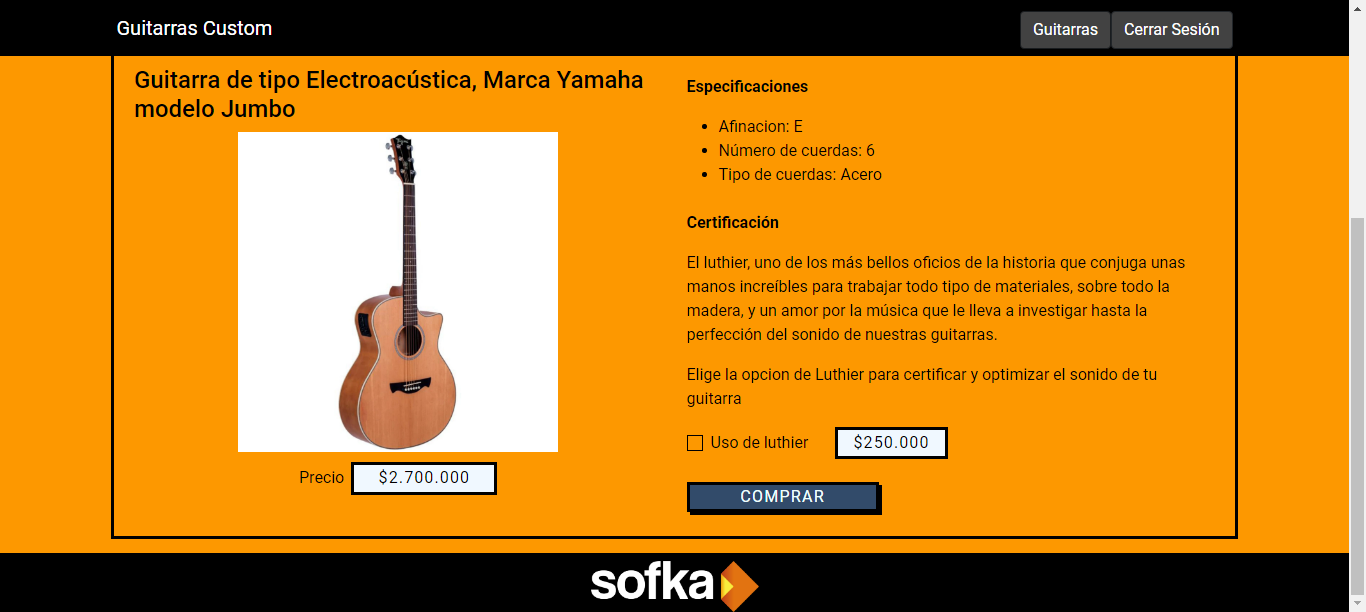 Guitarras Custom
Guitarras
Cerrar Sesión
Guitarra de tipo Electroacústica, Marca Yamaha
modelo Jumbo
Precio
$2.700.000
Especificaciones
Afinacion: E
Número de cuerdas: 6
Tipo de cuerdas: Acero
Certificación
El luthier, uno de los más bellos oficios de la historia que conjuga unas
manos increíbles para trabajar todo tipo de materiales, sobre todo la
madera, y un amor por la música que le lleva a investigar hasta la
perfección del sonido de nuestras guitarras.
Elige la opcion de Luthier para certificar y optimizar el sonido de tu
guitarra
Uso de luthier
$250.000
COMPRAR
sofka